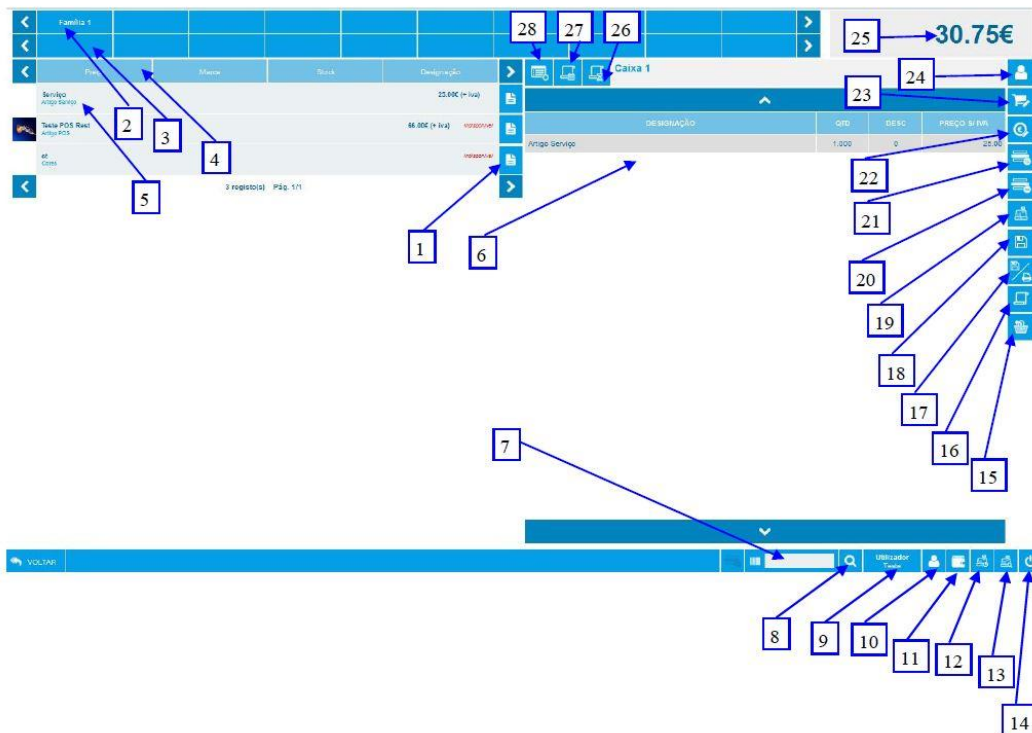 Família 1
28
27
26
25
30.75€
Preço
Marca
Stock
Designação
Caixa 1
24
Serviço
Artigo Serviço
25.00€ (+ iva)
23
2
3
4
DESIGNAÇÃO
QTD
DESC
PREÇO S/ IVA
Teste POS Rest
Artigo POS
66.00€ (+ iva)
Artigo Serviço
1.000
0
25.00
3 registo(s) Pág. 1/1
22
5
21
1
6
20
19
18
17
7
16
15
VOLTAR
Utilizador
Teste
8
9
10
11
12
13
14